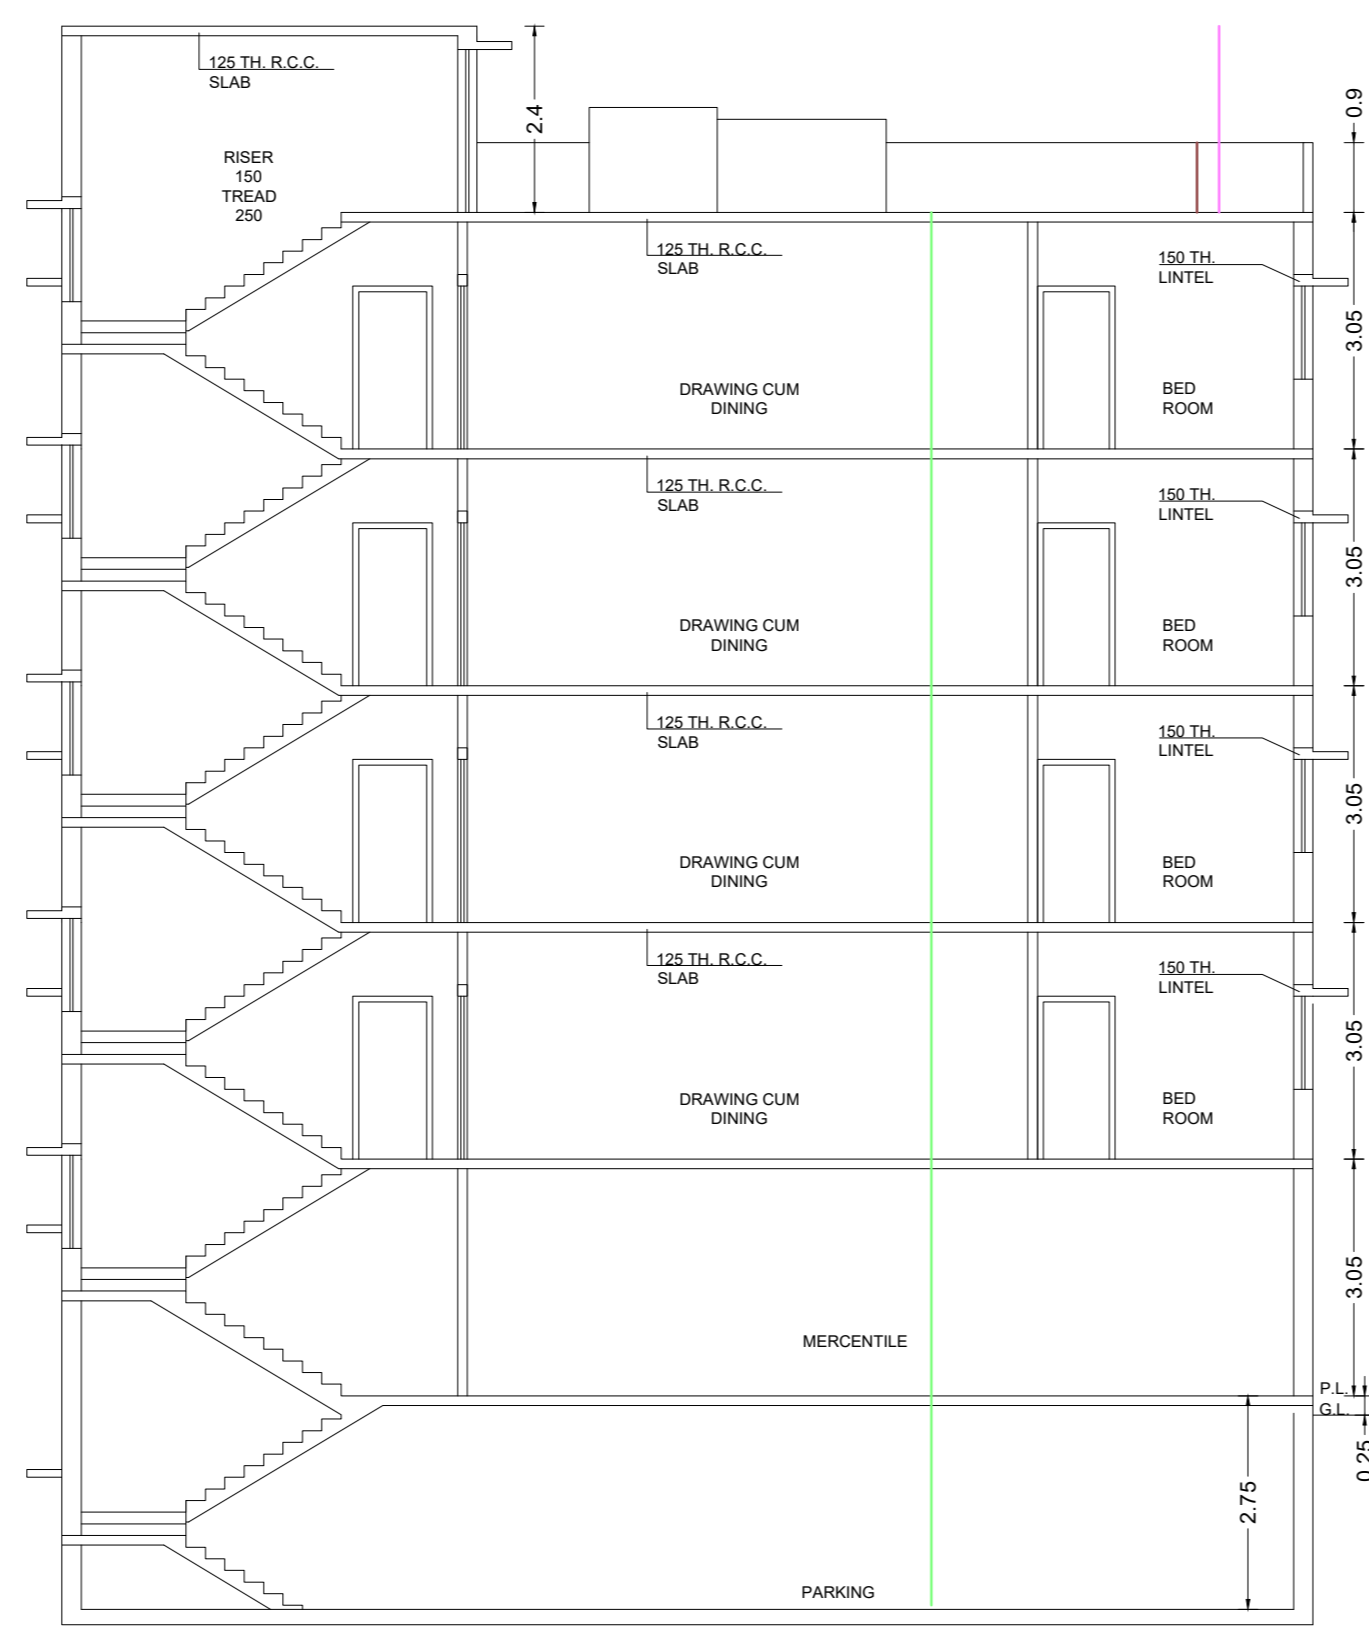 125 TH. R.C.C.
SLAB
2.4
0.9
RISER
150
TREAD
250
125 TH. R.C.C.
SLAB
150 TH.
LINTEL
3.05
DRAWING CUM
DINING
BED
ROOM
125 TH. R.C.C.
SLAB
150 TH.
LINTEL
3.05
DRAWING CUM
DINING
BED
ROOM
125 TH. R.C.C.
SLAB
150 TH.
LINTEL
3.05
DRAWING CUM
DINING
BED
ROOM
125 TH. R.C.C.
SLAB
150 TH.
LINTEL
3.05
DRAWING CUM
DINING
BED
ROOM
3.05
MERCENTILE
P.L.
G.L.
0.25
2.75
PARKING